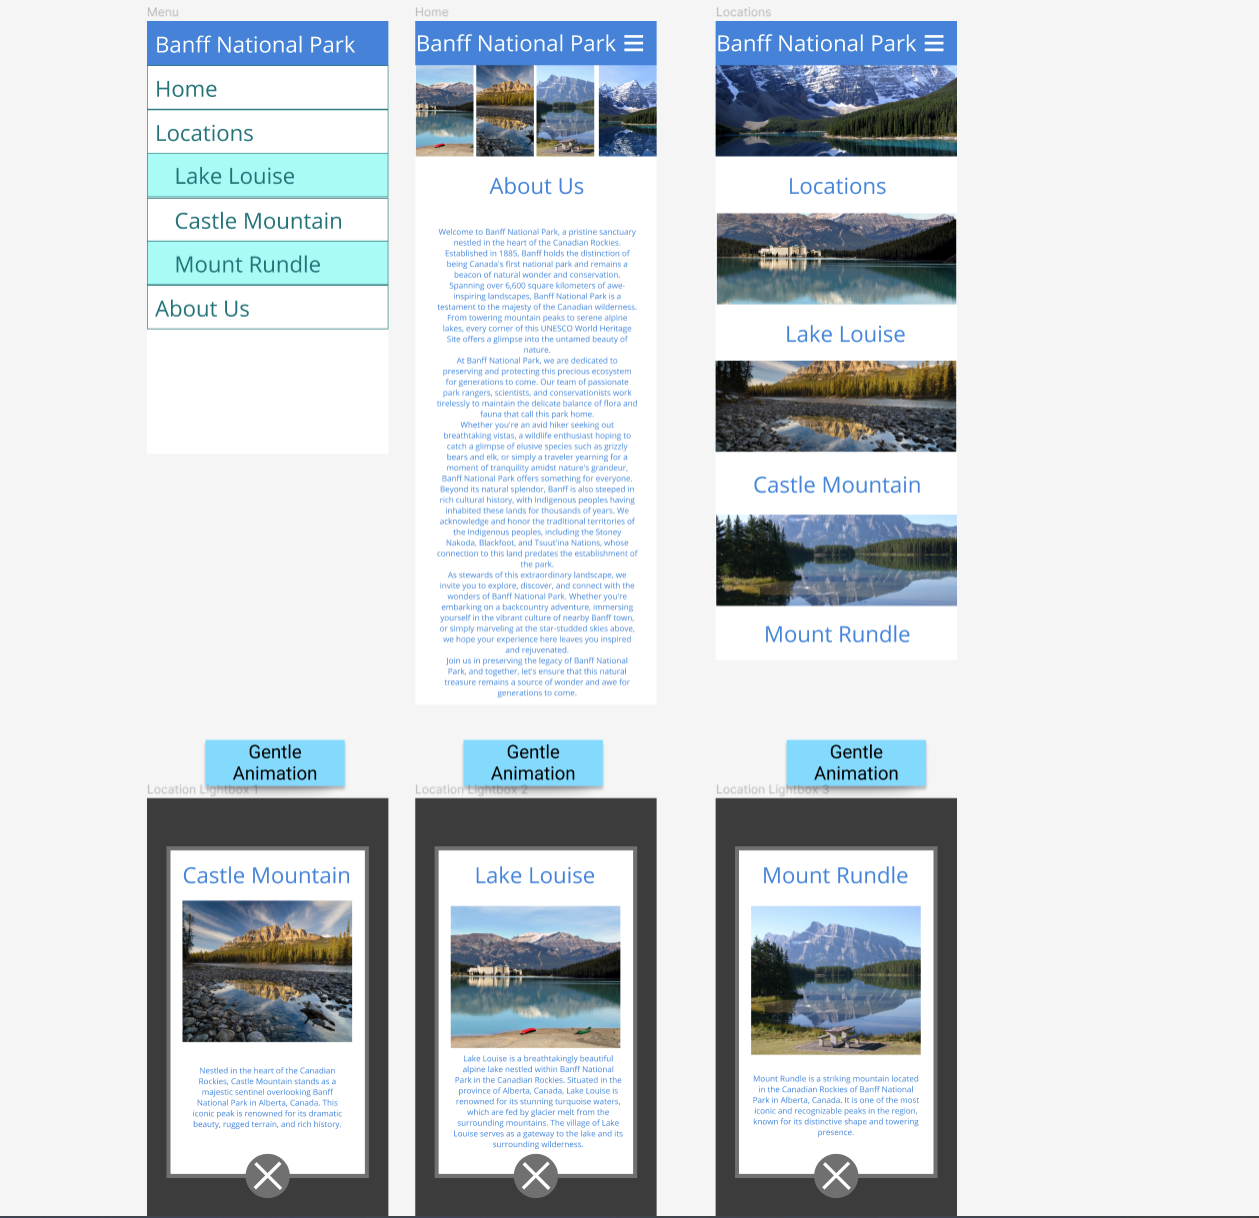 Menu
Banff National Park
Home
Locations
Lake Louise
Castle Mountain
Mount Rundle
About Us
Home
Banff National Park
About Us
Welcome to Banff National Park, a pristine sanctuary
nestled in the heart of the Canadian Rockies.
Established in 1885, Banff holds the distinction of
being Canada's first national park and remains a
beacon of natural wonder and conservation.
Spanning over 6,600 square kilometers of awe-
inspiring landscapes, Banff National Park is a
testament to the majesty of the Canadian wilderness.
From towering mountain peaks to serene alpine
lakes, every corner of this UNESCO World Heritage
Site offers a glimpse into the untamed beauty of
nature.
At Banff National Park, we are dedicated to
preserving and protecting this precious ecosystem
for generations to come. Our team of passionate
park rangers, scientists, and conservationists work
tirelessly to maintain the delicate balance of flora and
fauna that call this park home.
Whether you're an avid hiker seeking out
breathtaking vistas, a wildlife enthusiast hoping to
catch a glimpse of elusive species such as grizzly
bears and elk, or simply a traveler yearning for a
moment of tranquility amidst nature's grandeur,
Banff National Park offers something for everyone.
Beyond its natural splendor, Banff is also steeped in
rich cultural history, with Indigenous peoples having
inhabited these lands for thousands of years. We
acknowledge and honor the traditional territories of
the Indigenous peoples, including the Stoney
Nakoda, Blackfoot, and Tsuut'ina Nations, whose
connection to this land predates the establishment of
the park.
As stewards of this extraordinary landscape, we
invite you to explore, discover, and connect with the
wonders of Banff National Park. Whether you're
embarking on a backcountry adventure, immersing
yourself in the vibrant culture of nearby Banff town,
or simply marveling at the star-studded skies above,
we hope your experience here leaves you inspired
and rejuvenated.
Join us in preserving the legacy of Banff National
Park, and together, let's ensure that this natural
treasure remains a source of wonder and awe for
generations to come.
Locations
Banff National Park
Locations
Lake Louise
Castle Mountain
Mount Rundle
Gentle
Animation
Location Lightbox 1
Castle Mountain
Nestled in the heart of the Canadian
Rockies, Castle Mountain stands as a
majestic sentinel overlooking Banff
National Park in Alberta, Canada. This
iconic peak is renowned for its dramatic
beauty, rugged terrain, and rich history.
Gentle
Animation
Location Lightbox 2
Lake Louise
Lake Louise is a breathtakingly beautiful
alpine lake nestled within Banff National
Park in the Canadian Rockies. Situated in the
province of Alberta, Canada, Lake Louise is
renowned for its stunning turquoise waters,
which are fed by glacier melt from the
surrounding mountains. The village of Lake
Louise serves as a gateway to the lake and its
surrounding wilderness.
Gentle
Animation
Location Lightbox 3
Mount Rundle
Mount Rundle is a striking mountain located
in the Canadian Rockies of Banff National
Park in Alberta, Canada. It is one of the most
iconic and recognizable peaks in the region,
known for its distinctive shape and towering
presence.